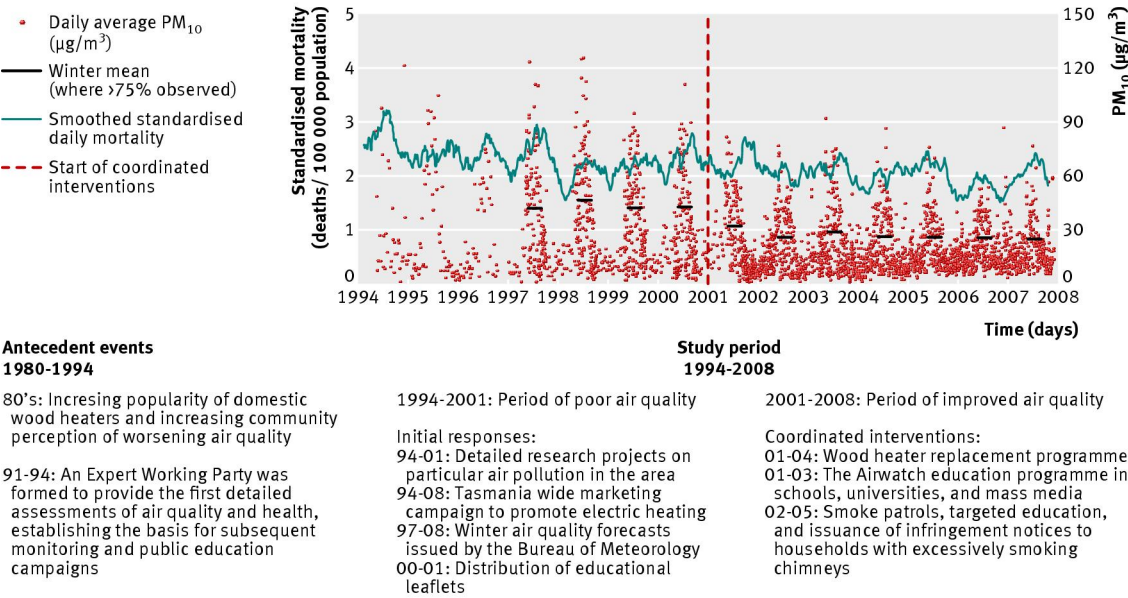 Daily average PM10
(µg/m3)
Winter mean
(where >75% observed)
Smoothed standardised
daily mortality
Start of coordinated
interventions
Standardised mortality
(deaths/ 100 000 population)
5
4
3
2
1
0
150
120
90
60
30
0
PM10 (µg/m3)
1994 1995 1996 1997 1998 1999 2000 2001 2002 2003 2004 2005 2006 2007 2008
Time (days)
Antecedent events
1980-1994
80's: Incresing popularity of domestic
wood heaters and increasing community
perception of worsening air quality
91-94: An Expert Working Party was
formed to provide the first detailed
assessments of air quality and health,
establishing the basis for subsequent
monitoring and public education
campaigns
Study period
1994-2008
1994-2001: Period of poor air quality
Initial responses:
94-01: Detailed research projects on
particular air pollution in the area
94-08: Tasmania wide marketing
campaign to promote electric heating
97-08: Winter air quality forecasts
issued by the Bureau of Meteorology
00-01: Distribution of educational
leaflets
2001-2008: Period of improved air quality
Coordinated interventions:
01-04: Wood heater replacement programme
01-03: The Airwatch education programme in
schools, universities, and mass media
02-05: Smoke patrols, targeted education,
and issuance of infringement notices to
households with excessively smoking
chimneys